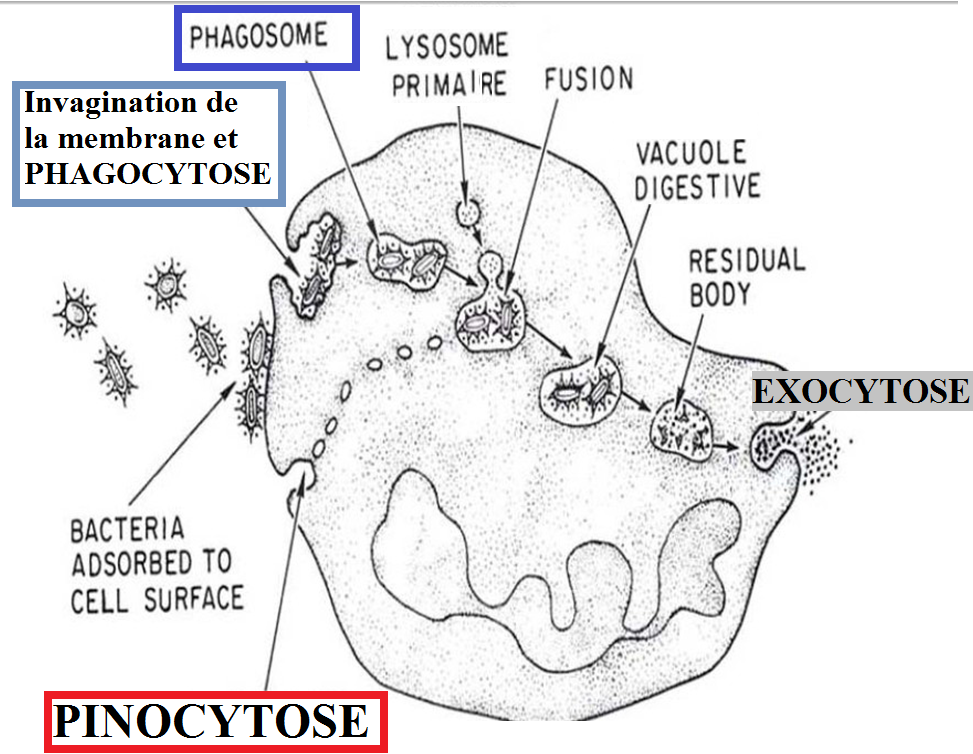 PHAGOSOME
LYSOSOME
PRIMAIRE
FUSION
Invagination de
la membrane et
PHAGOCYTOSE
VACUOLE
DIGESTIVE
RESIDUAL
BODY
EXOCYTOSE
BACTERIA
ADSORBED TO
CELL SURFACE
PINOCYTOSE